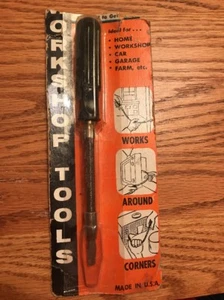 Ideal For...
• HOME
• WORKSHOP
• CAR
• GARAGE
• FARM, etc.
ORKSHOP TOOLS
WORKS
AROUND
CORNERS
MADE IN U.S.A.